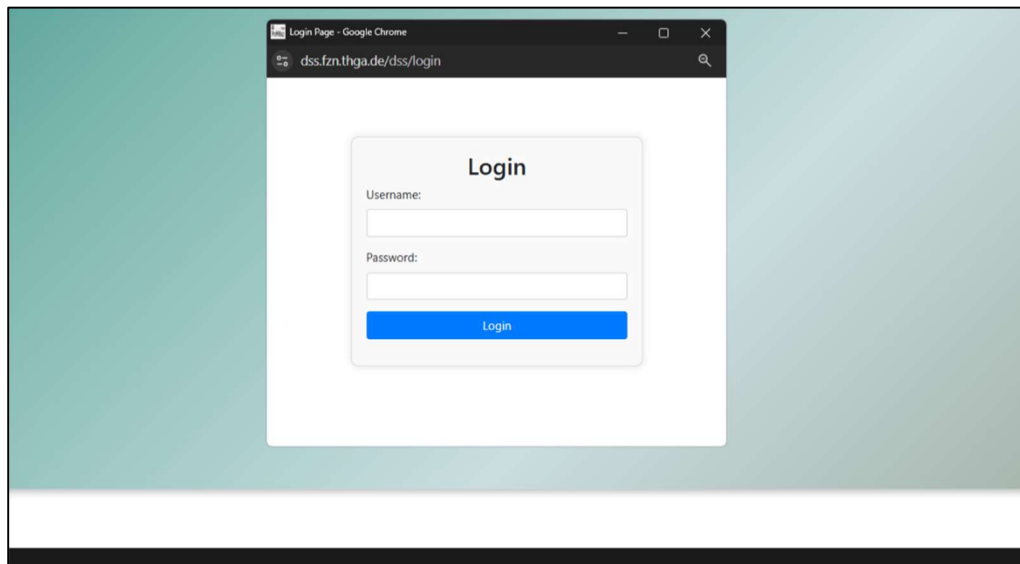 Login Page - Google Chrome
dss.fzn.thga.de/dss/login
Login
Username:
Password:
Login